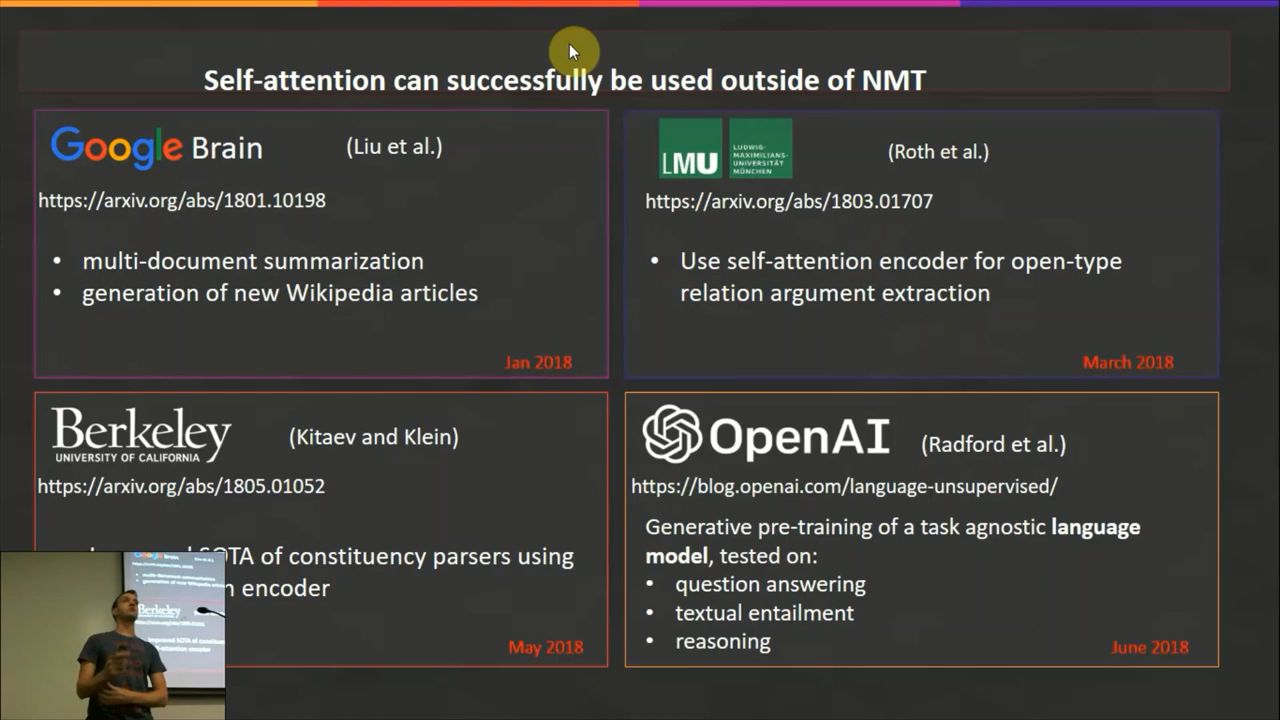 Self-attention can successfully be used outside of NMT
Google Brain (Liu et al.)
https://arxiv.org/abs/1801.10198
• multi-document summarization
• generation of new Wikipedia articles
Jan 2018
LMU LUDWIG-
MAXIMILIANS-
UNIVERSITÄT
MÜNCHEN
(Roth et al.)
https://arxiv.org/abs/1803.01707
• Use self-attention encoder for open-type
relation argument extraction
March 2018
Berkeley
UNIVERSITY OF CALIFORNIA
(Kitaev and Klein)
https://arxiv.org/abs/1805.01052
SOTA of constituency parsers using
encoder
May 2018
OpenAI (Radford et al.)
https://blog.openai.com/language-unsupervised/
Generative pre-training of a task agnostic language
model, tested on:
• question answering
• textual entailment
• reasoning
June 2018